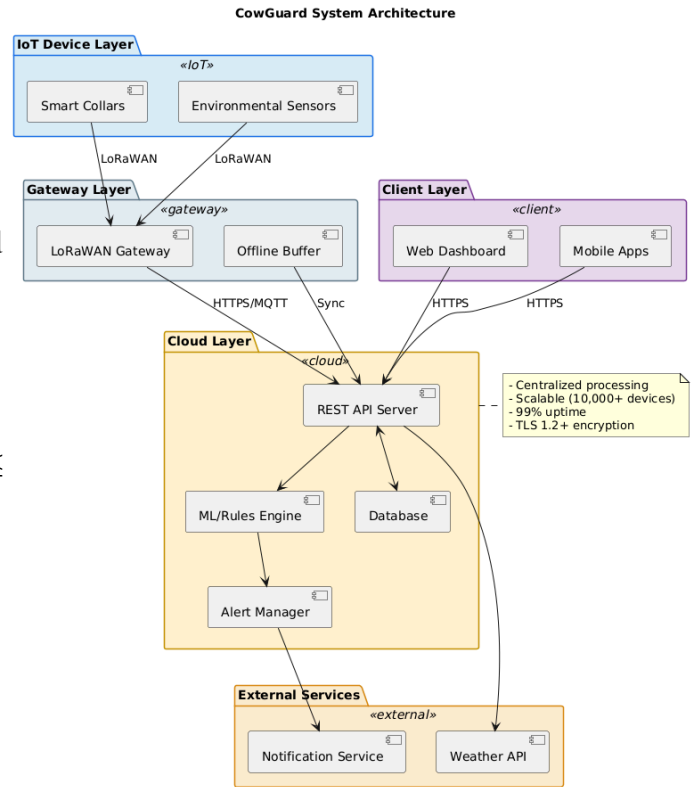 CowGuard System Architecture
IoT Device Layer
«IoT»
Smart Collars
Environmental Sensors
LoRaWAN
LoRaWAN
Gateway Layer
«gateway»
LoRaWAN Gateway
Offline Buffer
Client Layer
«client»
Web Dashboard
Mobile Apps
HTTPS/MQTT
Sync
HTTPS
HTTPS
Cloud Layer
«cloud»
REST API Server
- Centralized processing
- Scalable (10,000+ devices)
- 99% uptime
- TLS 1.2+ encryption
ML/Rules Engine
Database
Alert Manager
External Services
«external»
Notification Service
Weather API